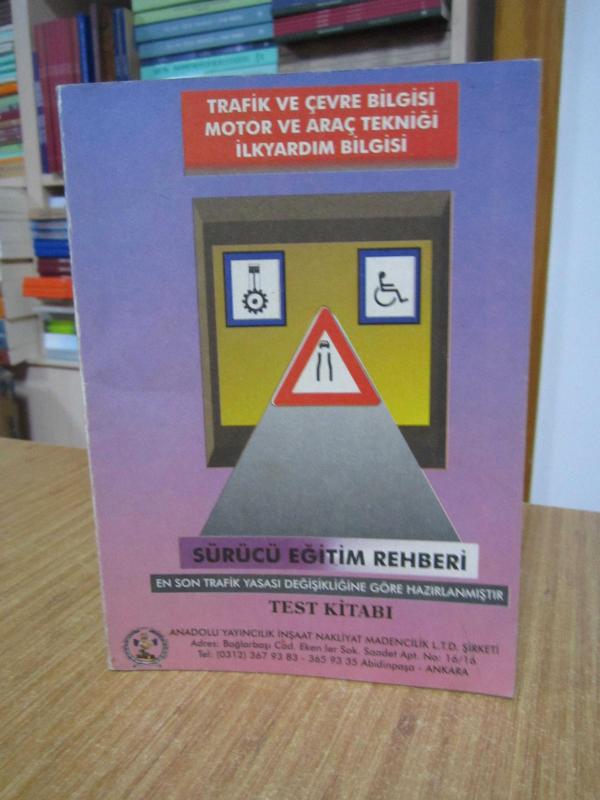 TRAFİK VE ÇEVRE BİLGİSİ
MOTOR VE ARAÇ TEKNİĞİ
İLKYARDIM BİLGİSİ
SÜRÜCÜ EĞİTİM REHBERİ
EN SON TRAFİK YASASI DEĞİŞİKLİĞİNE GÖRE HAZIRLANMIŞTIR
TEST KİTABI
ANADOLU YAYINCILIK İNŞAAT NAKLİYAT MADENCİLİK L.T.D. ŞİRKETİ
Adres: Bağlarbaşı Cad. Eken ler Sok. Saadet Apt. No: 16/16
Tel: (0312) 367 93 83 - 365 93 35 Abidinpaşa - ANKARA